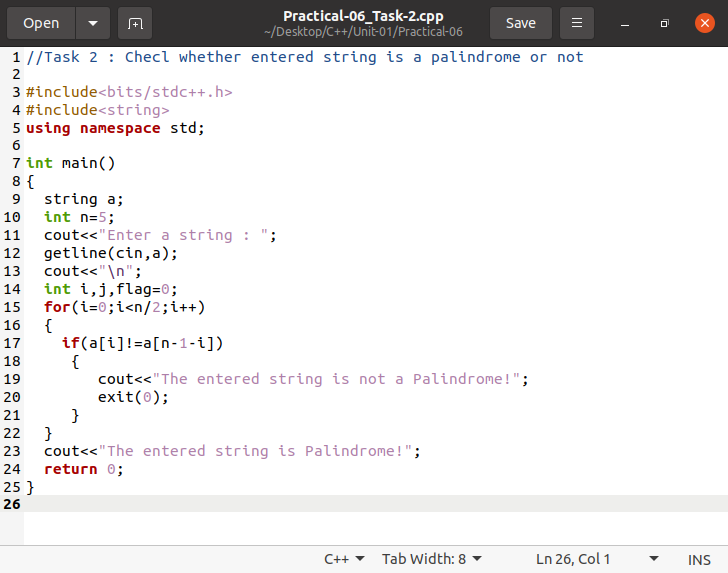 Open Practical-06_Task-2.cpp Save
~/Desktop/C++/Unit-01/Practical-06
1 //Task 2 : Checl whether entered string is a palindrome or not
2
3 #include<bits/stdc++.h>
4 #include<string>
5 using namespace std;
6
7 int main()
8 {
9   string a;
10   int n=5;
11   cout<<"Enter a string : ";
12   getline(cin,a);
13   cout<<"\n";
14   int i,j,flag=0;
15   for(i=0;i<n/2;i++)
16   {
17     if(a[i]!=a[n-1-i])
18      {
19         cout<<"The entered string is not a Palindrome!";
20         exit(0);
21      }
22   }
23   cout<<"The entered string is Palindrome!";
24   return 0;
25 }
26
C++ Tab Width: 8 Ln 26, Col 1 INS